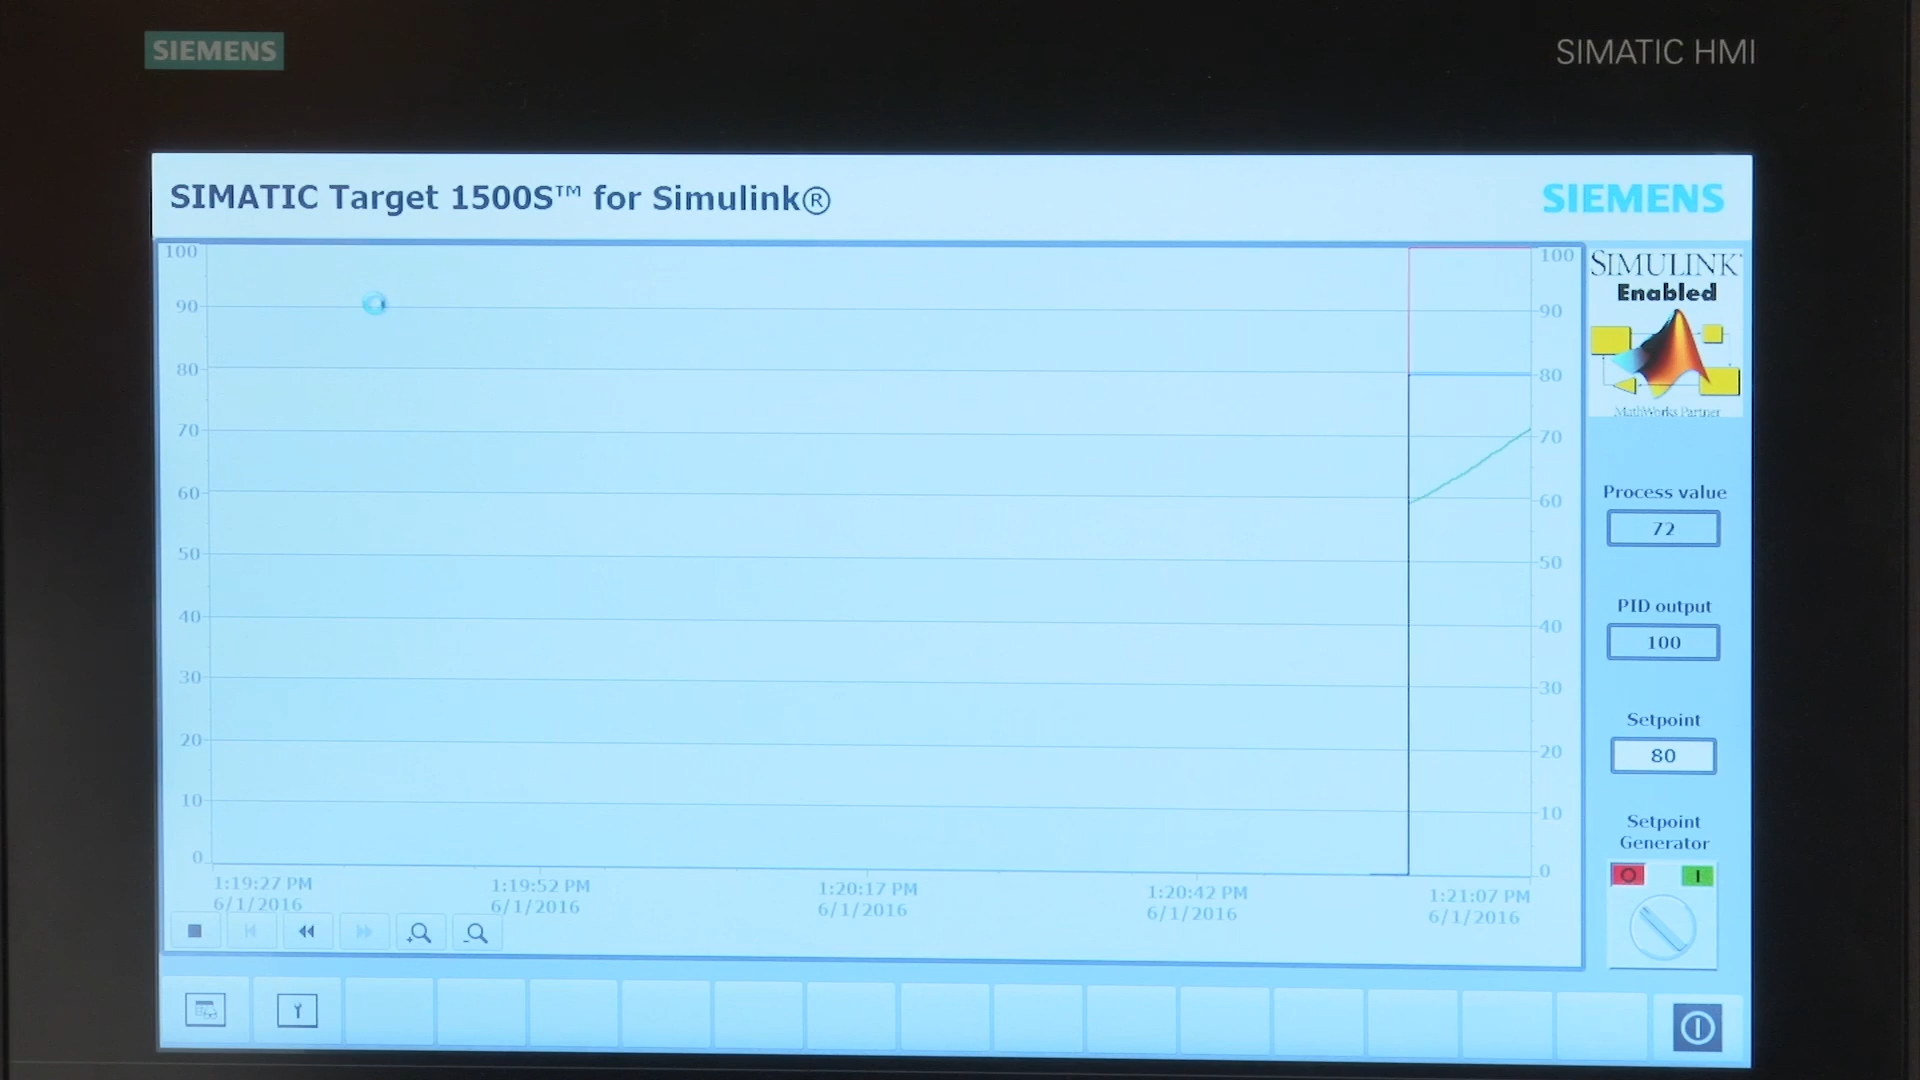 SIEMENS
SIMATIC HMI
SIMATIC Target 1500S™ for Simulink®
SIEMENS
100
90
80
70
60
50
40
30
20
10
0
100
90
80
70
60
50
40
30
20
10
0
1:19:27 PM
6/1/2016
1:19:52 PM
6/1/2016
1:20:17 PM
6/1/2016
1:20:42 PM
6/1/2016
1:21:07 PM
6/1/2016
SIMULINK
Enabled
MathWorks Partner
Process value
72
PID output
100
Setpoint
80
Setpoint
Generator
O I